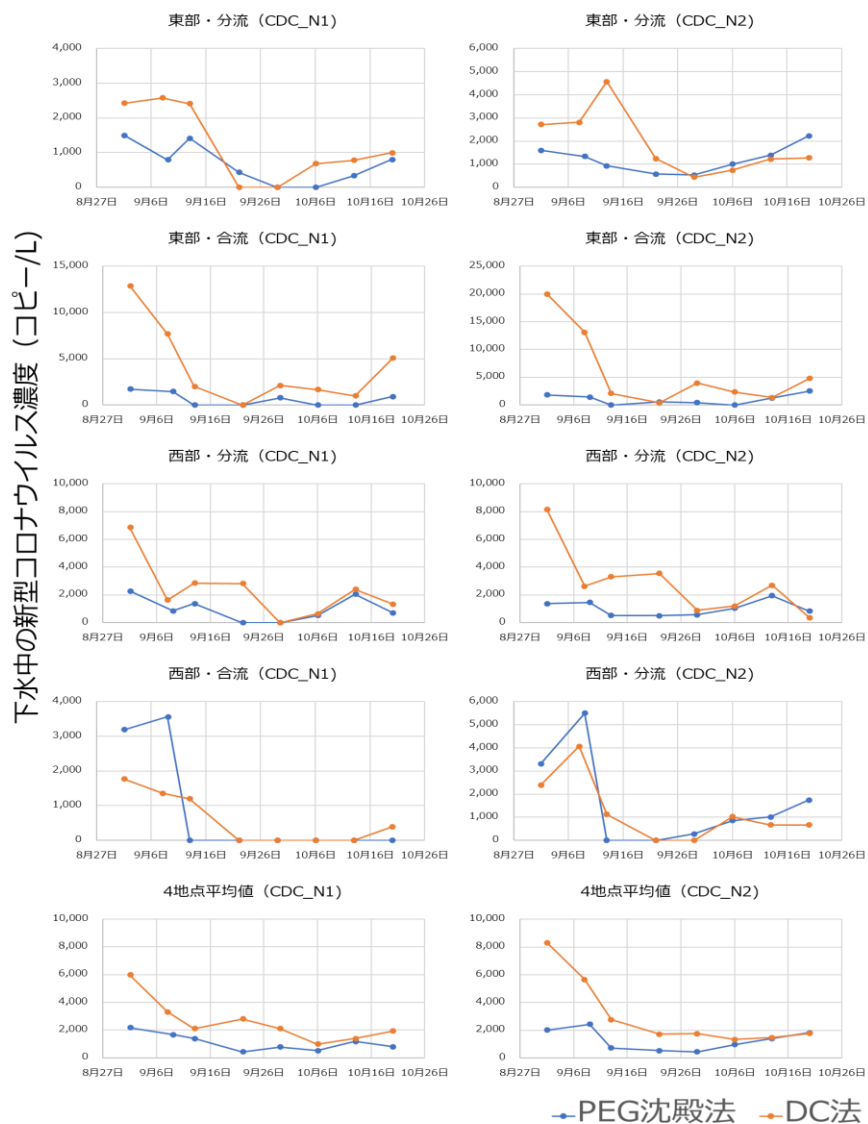 下水中の新型コロナウイルス濃度（コピー/L）
東部・分流（CDC_N1）
4,000
3,000
2,000
1,000
0
8月27日 9月6日 9月16日 9月26日 10月6日 10月16日 10月26日
東部・分流（CDC_N2）
6,000
5,000
4,000
3,000
2,000
1,000
0
8月27日 9月6日 9月16日 9月26日 10月6日 10月16日 10月26日
東部・合流（CDC_N1）
15,000
10,000
5,000
0
8月27日 9月6日 9月16日 9月26日 10月6日 10月16日 10月26日
東部・合流（CDC_N2）
25,000
20,000
15,000
10,000
5,000
0
8月27日 9月6日 9月16日 9月26日 10月6日 10月16日 10月26日
西部・分流（CDC_N1）
10,000
8,000
6,000
4,000
2,000
0
8月27日 9月6日 9月16日 9月26日 10月6日 10月16日 10月26日
西部・分流（CDC_N2）
10,000
8,000
6,000
4,000
2,000
0
8月27日 9月6日 9月16日 9月26日 10月6日 10月16日 10月26日
西部・合流（CDC_N1）
4,000
3,000
2,000
1,000
0
8月27日 9月6日 9月16日 9月26日 10月6日 10月16日 10月26日
西部・分流（CDC_N2）
6,000
5,000
4,000
3,000
2,000
1,000
0
8月27日 9月6日 9月16日 9月26日 10月6日 10月16日 10月26日
4地点平均値（CDC_N1）
10,000
8,000
6,000
4,000
2,000
0
8月27日 9月6日 9月16日 9月26日 10月6日 10月16日 10月26日
4地点平均値（CDC_N2）
10,000
8,000
6,000
4,000
2,000
0
8月27日 9月6日 9月16日 9月26日 10月6日 10月16日 10月26日
PEG沈殿法 DC法